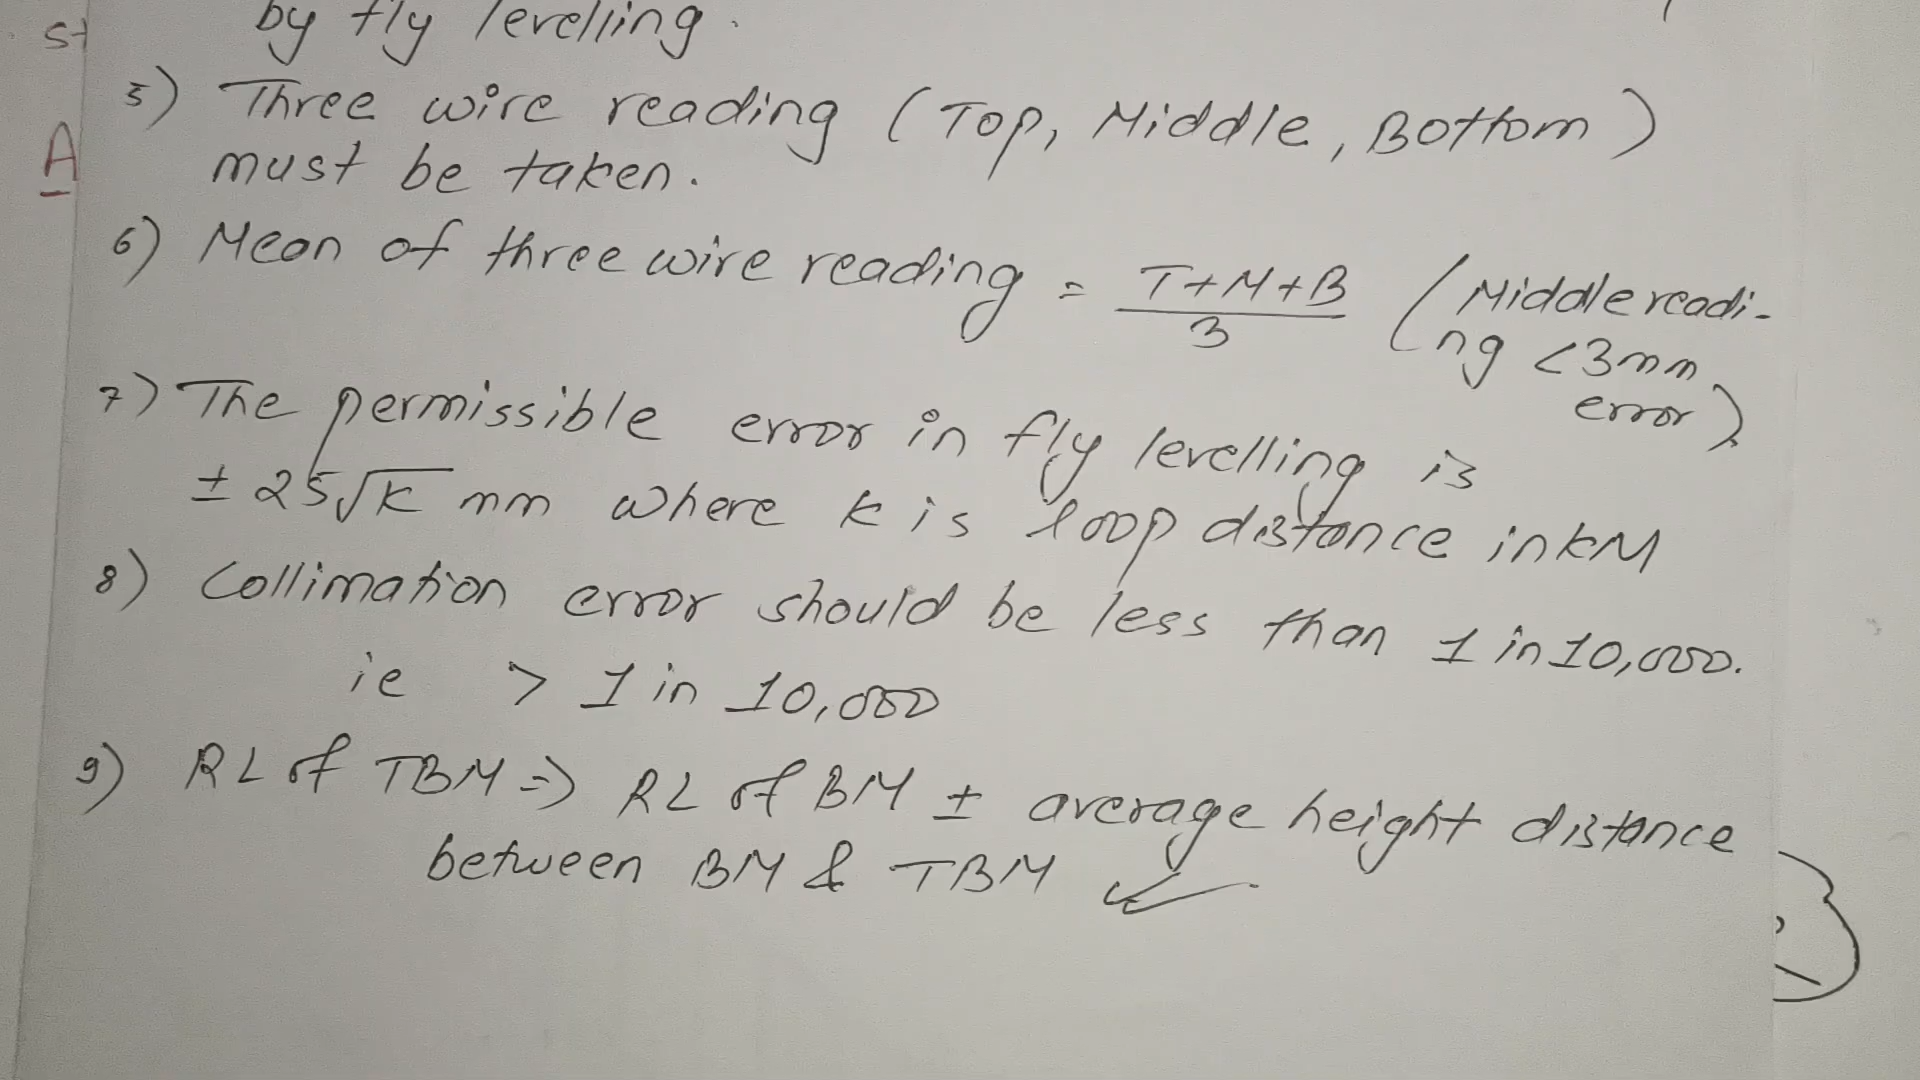 st by fly levelling.
5) Three wire reading (Top, Middle, Bottom)
A must be taken.
6) Mean of three wire reading = T+M+B / 3 (Middle readi-
ng <3mm
error)
7) The permissible error in fly levelling is
± 25√K mm where k is loop distance in kM
8) Collimation error should be less than 1 in 10,000.
ie > 1 in 10,000
9) RL of TBM => RL of BM ± average height distance
between BM & TBM